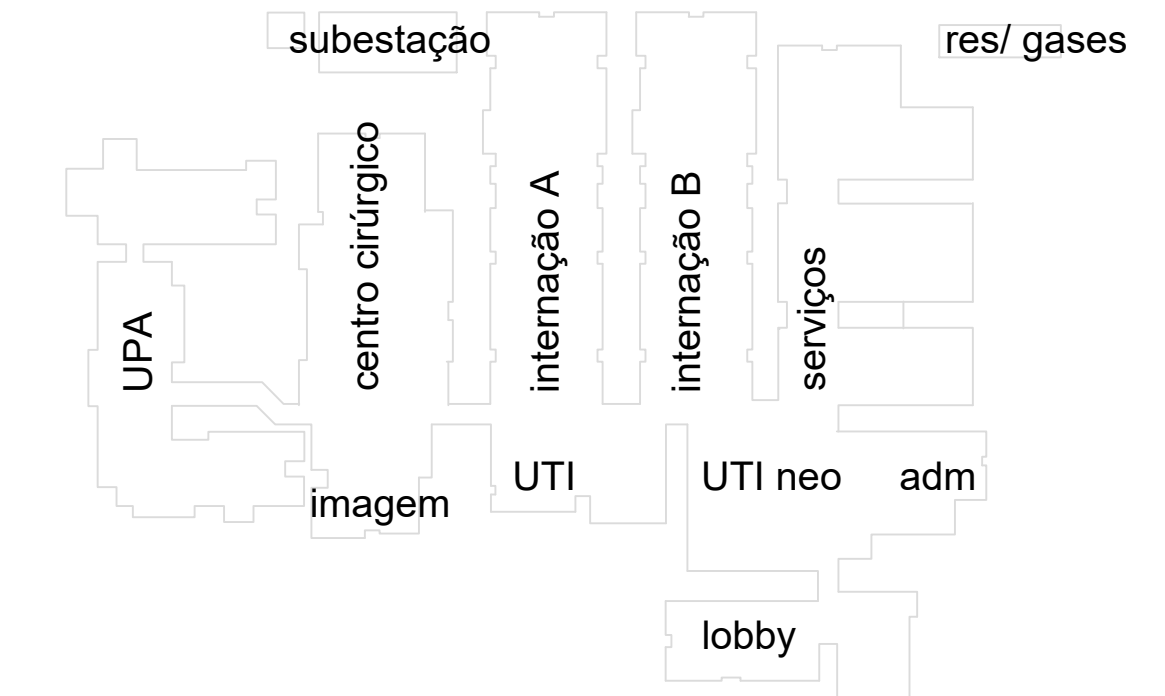 subestação
res/ gases
centro cirúrgico
internação A
internação B
serviços
UPA
UTI
UTI neo
adm
imagem
lobby